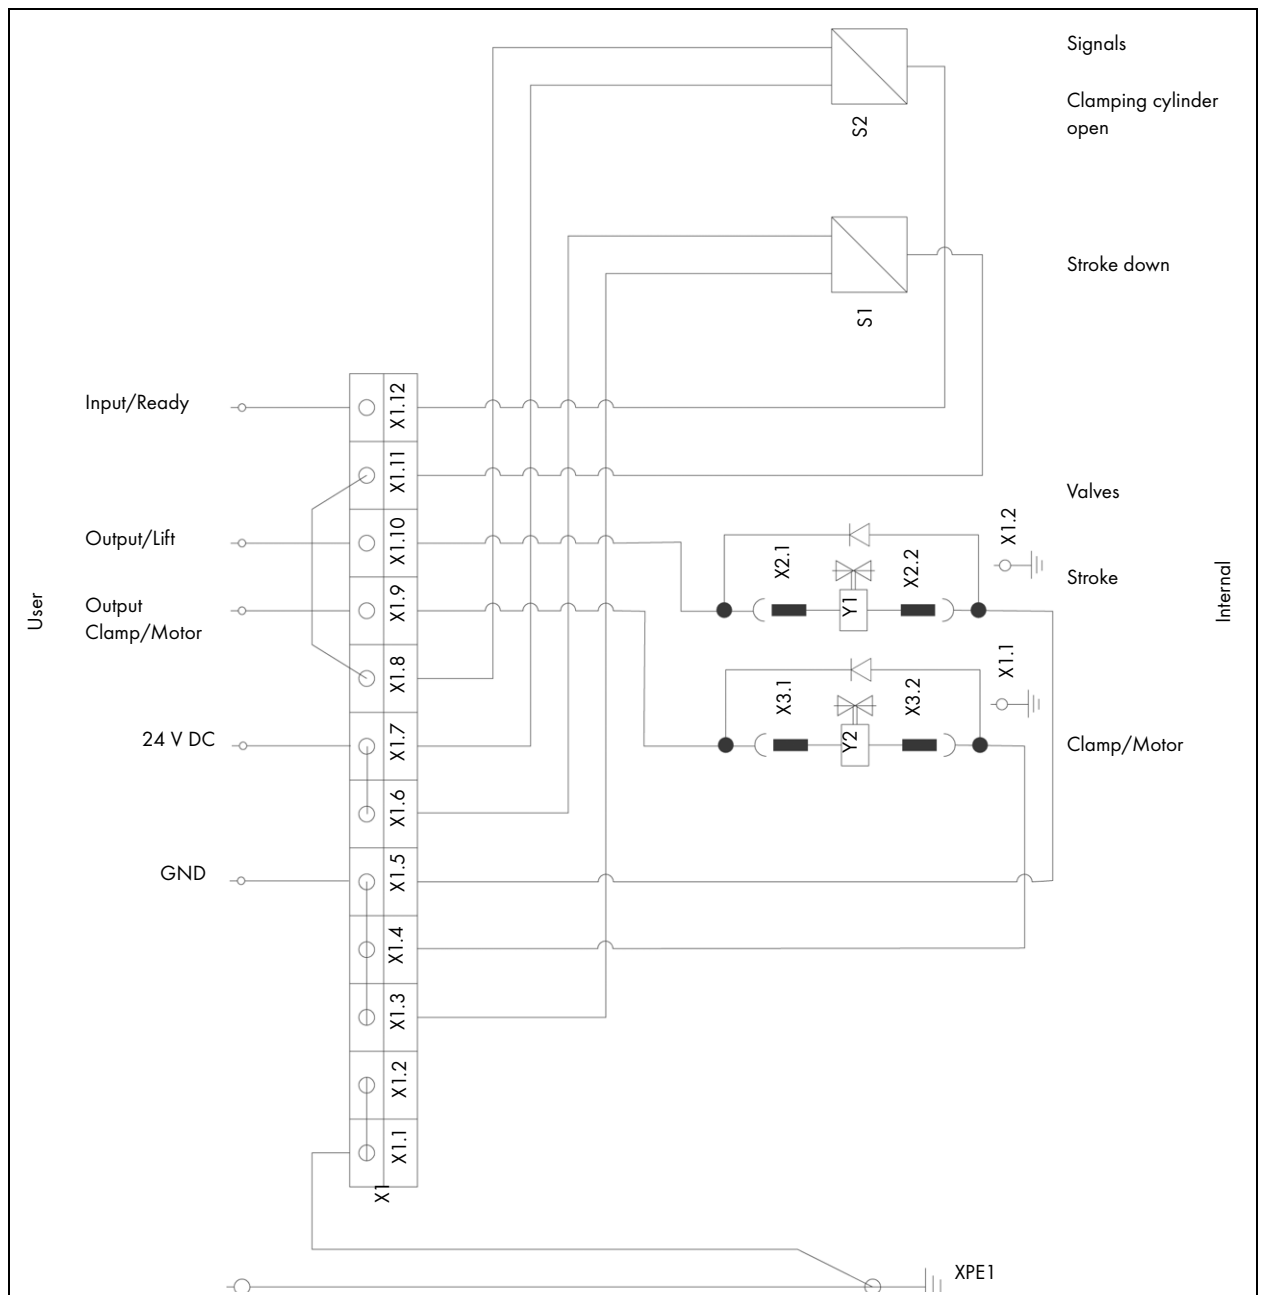 Signals
Clamping cylinder
open
S2
Stroke down
S1
Input/Ready
X1.12
X1.11
Valves
X1.2
Output/Lift
X1.10
X2.1
X2.2
Stroke
User
Internal
Output
Clamp/Motor
X1.9
Y1
X1.8
X1.1
X3.1
X3.2
24 V DC
X1.7
Y2
Clamp/Motor
X1.6
GND
X1.5
X1.4
X1.3
X1.2
X1.1
X1
XPE1